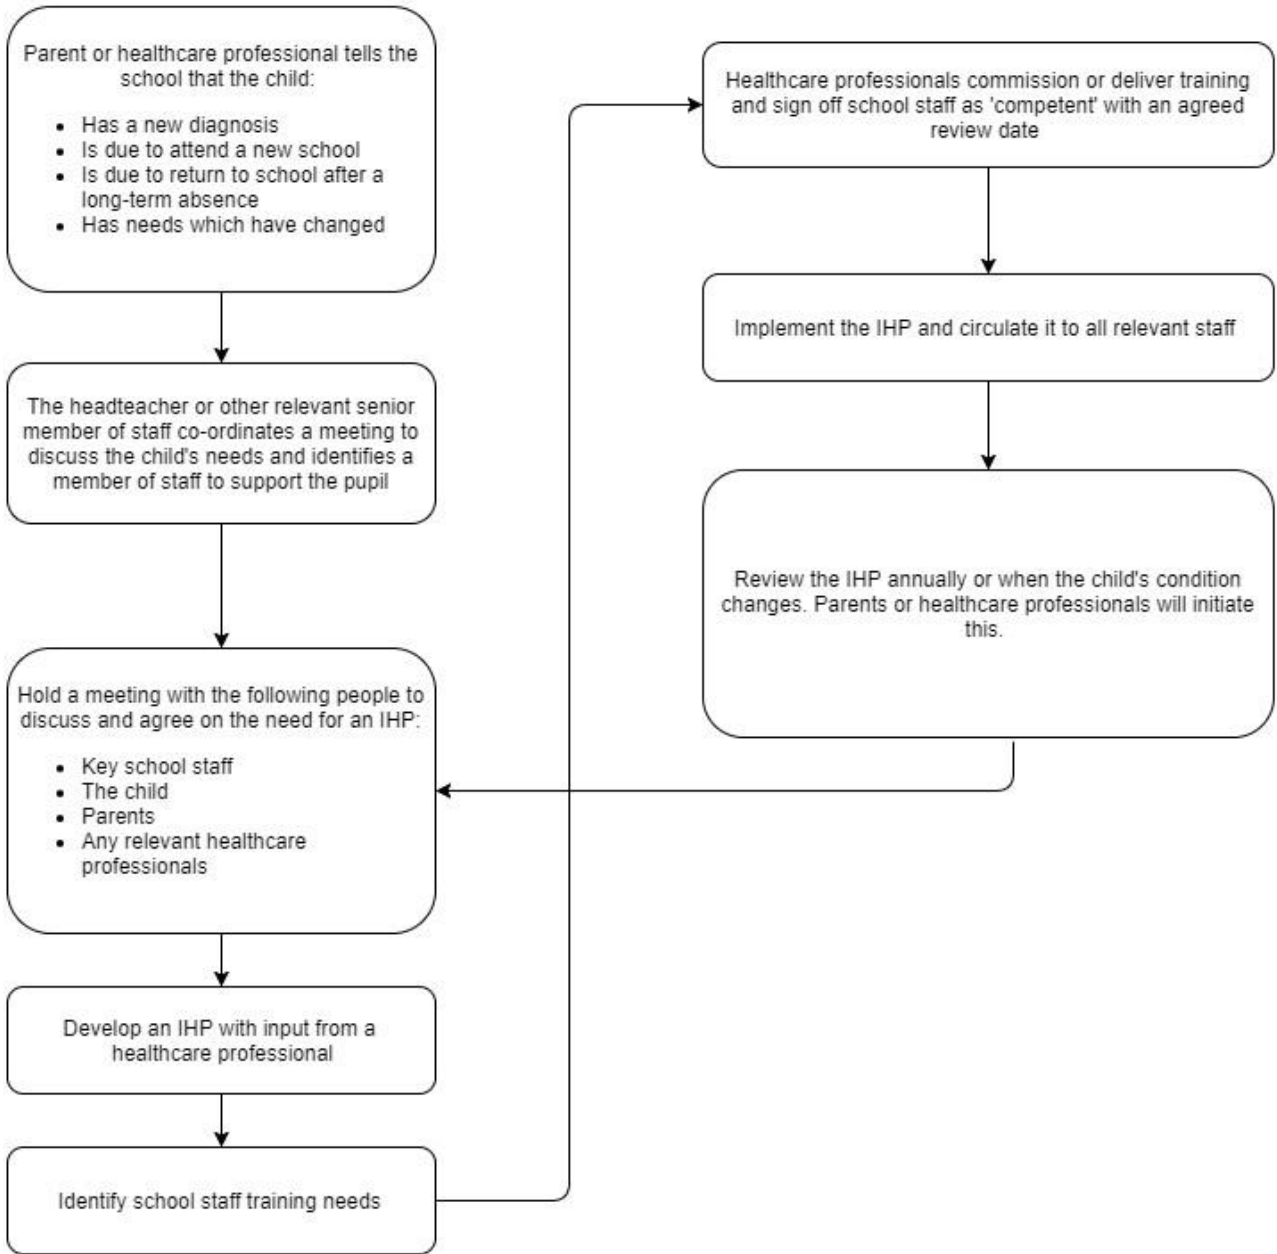 Parent or healthcare professional tells the
school that the child:
• Has a new diagnosis
• Is due to attend a new school
• Is due to return to school after a
long-term absence
• Has needs which have changed
The headteacher or other relevant senior
member of staff co-ordinates a meeting to
discuss the child's needs and identifies a
member of staff to support the pupil
Hold a meeting with the following people to
discuss and agree on the need for an IHP:
• Key school staff
• The child
• Parents
• Any relevant healthcare
professionals
Develop an IHP with input from a
healthcare professional
Identify school staff training needs
Healthcare professionals commission or deliver training
and sign off school staff as 'competent' with an agreed
review date
Implement the IHP and circulate it to all relevant staff
Review the IHP annually or when the child's condition
changes. Parents or healthcare professionals will initiate
this.